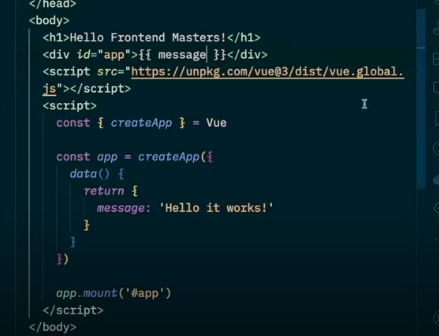 </head>
<body>
<h1>Hello Frontend Masters!</h1>
<div id="app">{{ message }}</div>
<script src="https://unpkg.com/vue@3/dist/vue.global.
js"></script>
<script>
const { createApp } = Vue
const app = createApp({
data() {
return {
message: 'Hello it works!'
}
}
})
app.mount('#app')
</script>
</body>